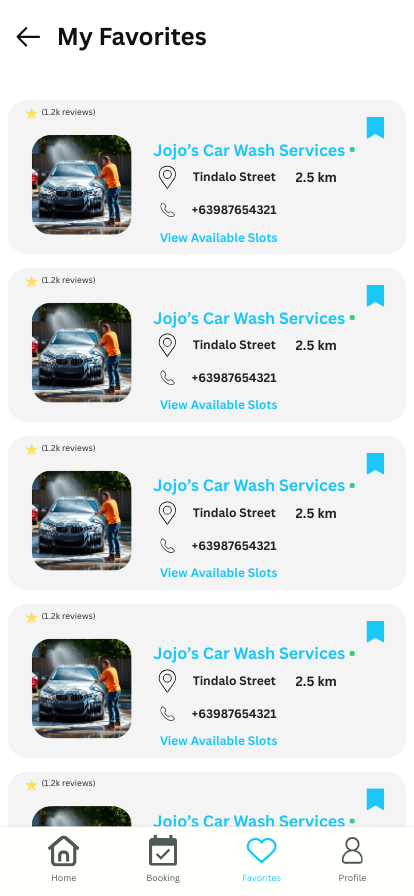 My Favorites
(1.2k reviews)
Jojo’s Car Wash Services
Tindalo Street 2.5 km
+63987654321
View Available Slots
(1.2k reviews)
Jojo’s Car Wash Services
Tindalo Street 2.5 km
+63987654321
View Available Slots
(1.2k reviews)
Jojo’s Car Wash Services
Tindalo Street 2.5 km
+63987654321
View Available Slots
(1.2k reviews)
Jojo’s Car Wash Services
Tindalo Street 2.5 km
+63987654321
View Available Slots
(1.2k reviews)
Jojo’s Car Wash Services
Home Booking Favorites Profile